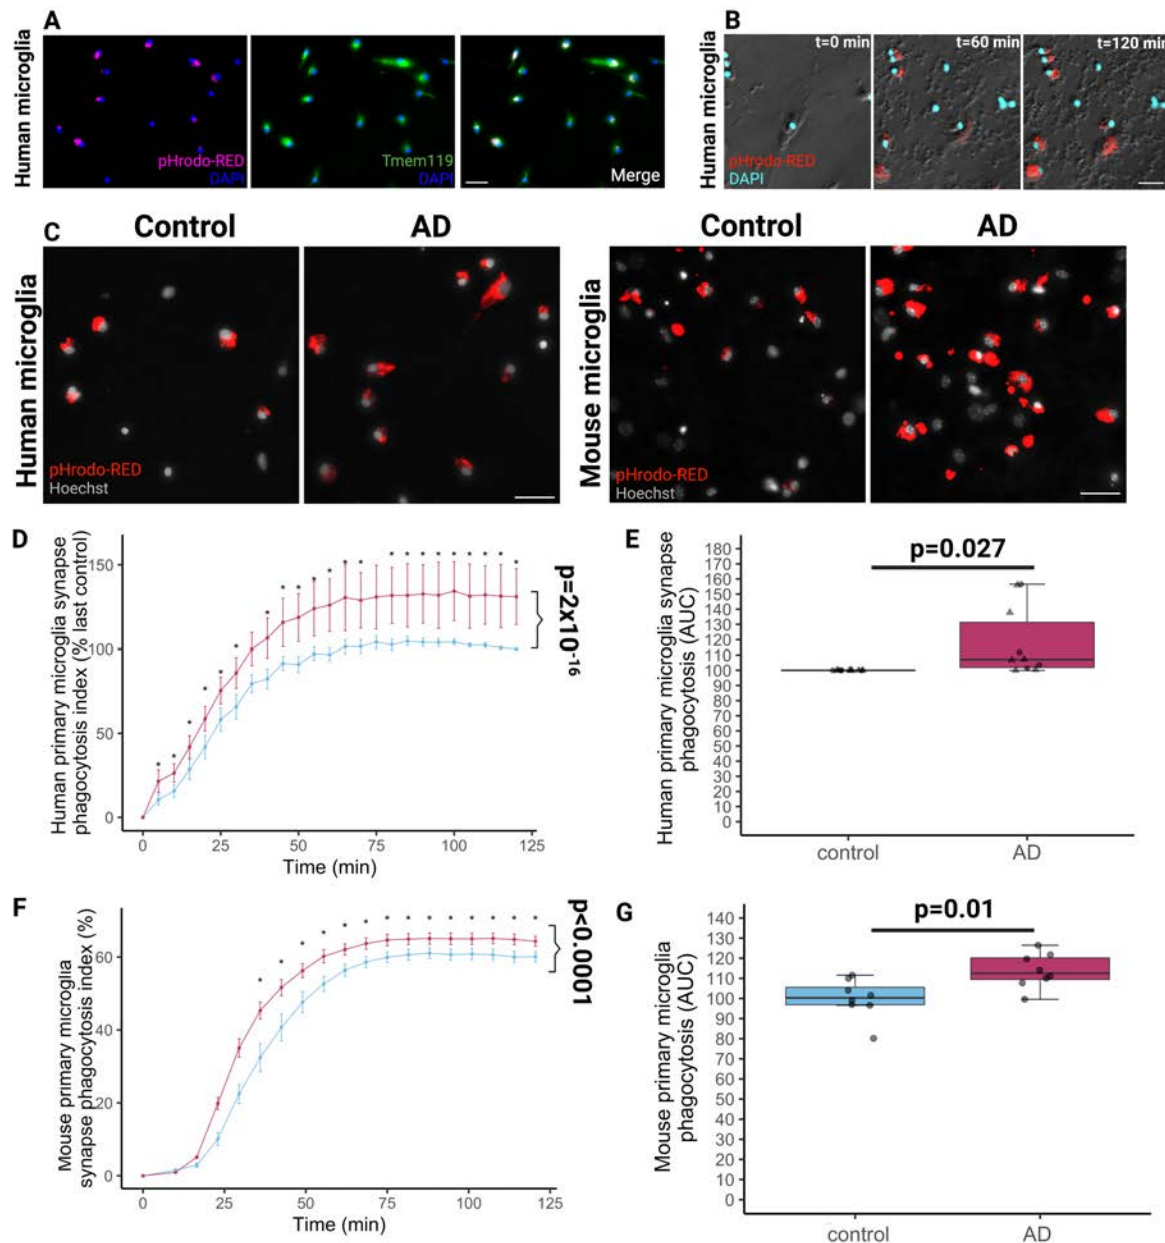 A
Human microglia
pHrodo-RED
DAPI
Tmem119
DAPI
Merge
B
Human microglia
t=0 min
pHrodo-RED
DAPI
t=60 min
t=120 min
C
Control
AD
Human microglia
pHrodo-RED
Hoechst
Control
AD
Mouse microglia
pHrodo-RED
Hoechst
D
Human primary microglia synapse
phagocytosis index (% last control)
150
100
50
0
* * * * * * * * * * * * * * * * * * * * * *
p=2x10⁻¹⁶
0 25 50 75 100 125
Time (min)
E
Human primary microglia synapse
phagocytosis (AUC)
180
170
160
150
140
130
120
110
100
90
80
70
60
50
40
30
20
10
0
p=0.027
control AD
F
Mouse primary microglia
synapse phagocytosis index (%)
60
40
20
0
* * * * * * * * * * * * * *
p<0.0001
0 25 50 75 100 125
Time (min)
G
Mouse primary microglia
phagocytosis (AUC)
140
130
120
110
100
90
80
70
60
50
40
30
20
10
0
p=0.01
control AD